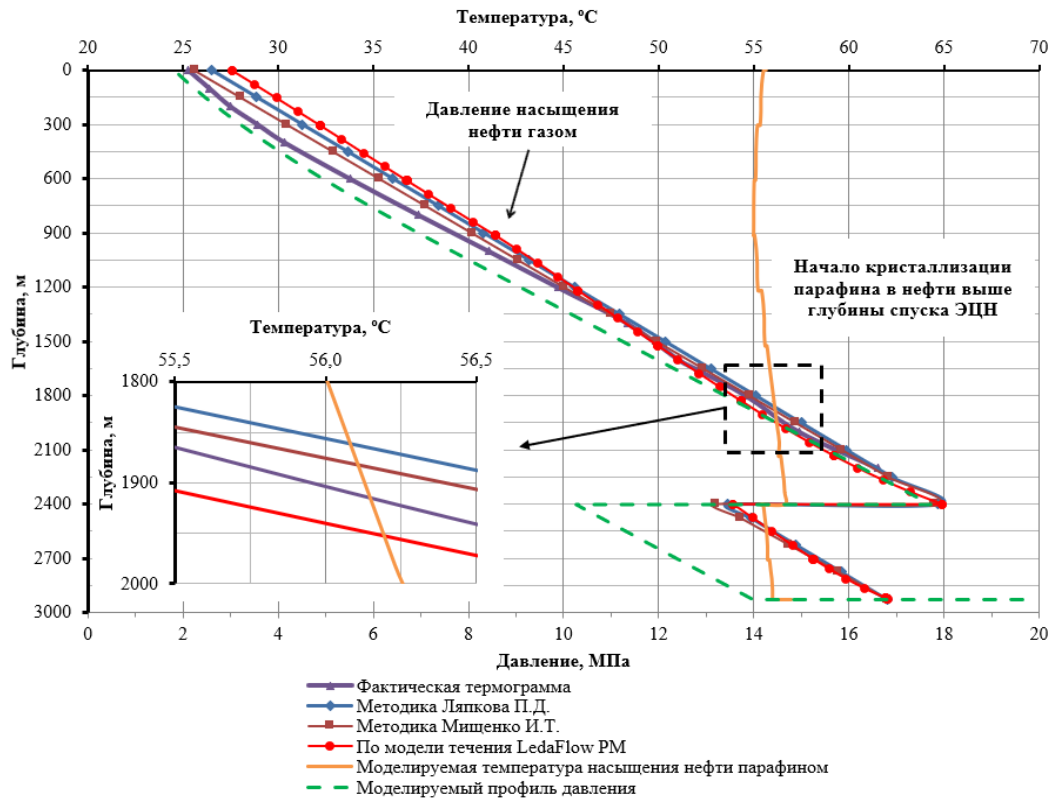 Температура, ºC
20 25 30 35 40 45 50 55 60 65 70
0
300
600
900
1200
1500
1800
2100
2400
2700
3000
Глубина, м
Давление насыщения
нефти газом
Начало кристаллизации
парафина в нефти выше
глубины спуска ЭЦН
Температура, ºC
55,5 56,0 56,5
1800
1900
2000
Глубина, м
0 2 4 6 8 10 12 14 16 18 20
Давление, МПа
Фактическая термограмма
Методика Ляпкова П.Д.
Методика Мищенко И.Т.
По модели течения LedaFlow PM
Моделируемая температура насыщения нефти парафином
Моделируемый профиль давления